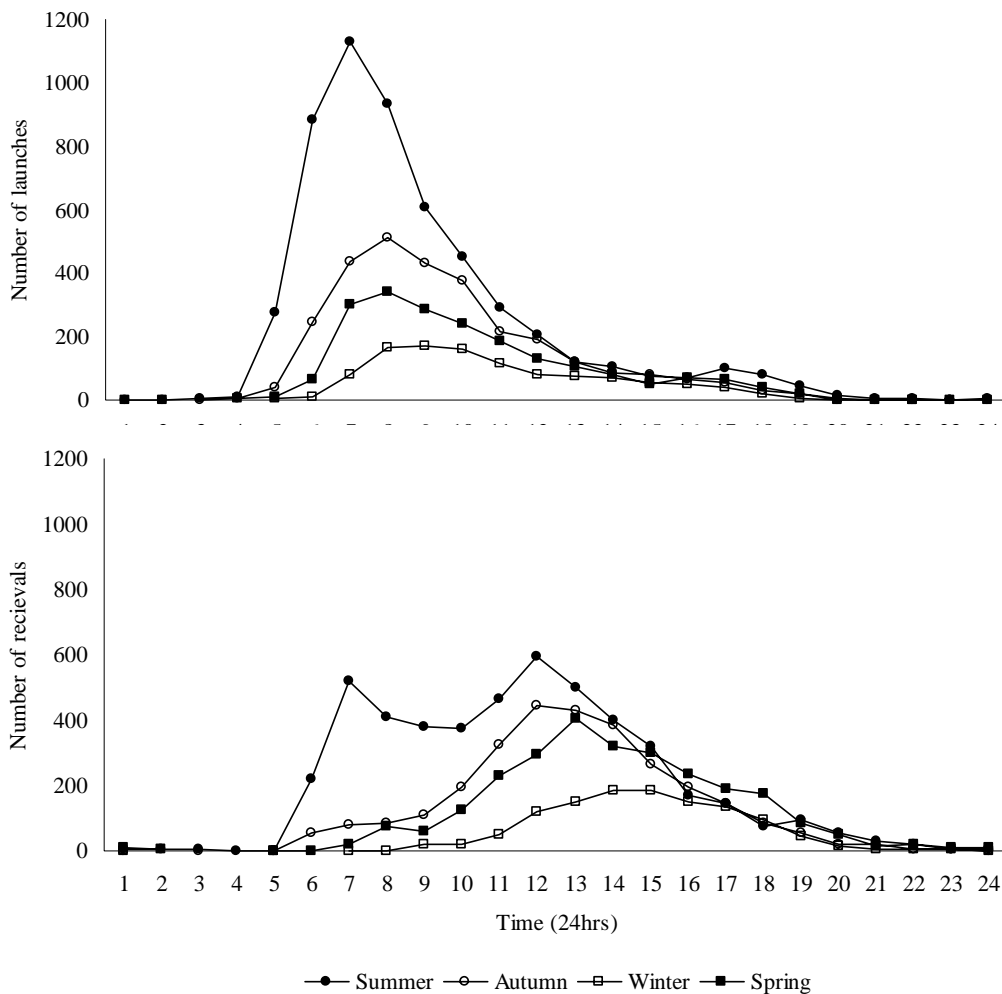 1200
1000
800
600
400
200
0
Number of launches
1200
1000
800
600
400
200
0
Number of recievals
1 2 3 4 5 6 7 8 9 10 11 12 13 14 15 16 17 18 19 20 21 22 23 24
Time (24hrs)
Summer Autumn Winter Spring